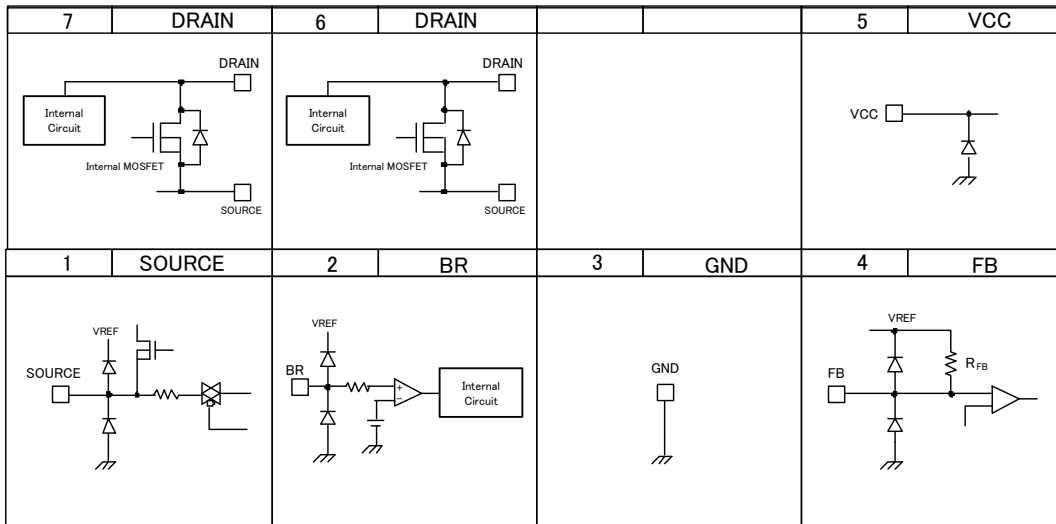 7 DRAIN 6 DRAIN 5 VCC
DRAIN
Internal
Circuit
Internal MOSFET
SOURCE
DRAIN
Internal
Circuit
Internal MOSFET
SOURCE
VCC
1 SOURCE 2 BR 3 GND 4 FB
VREF
SOURCE
VREF
BR
+
−
Internal
Circuit
GND
VREF
RFB
FB